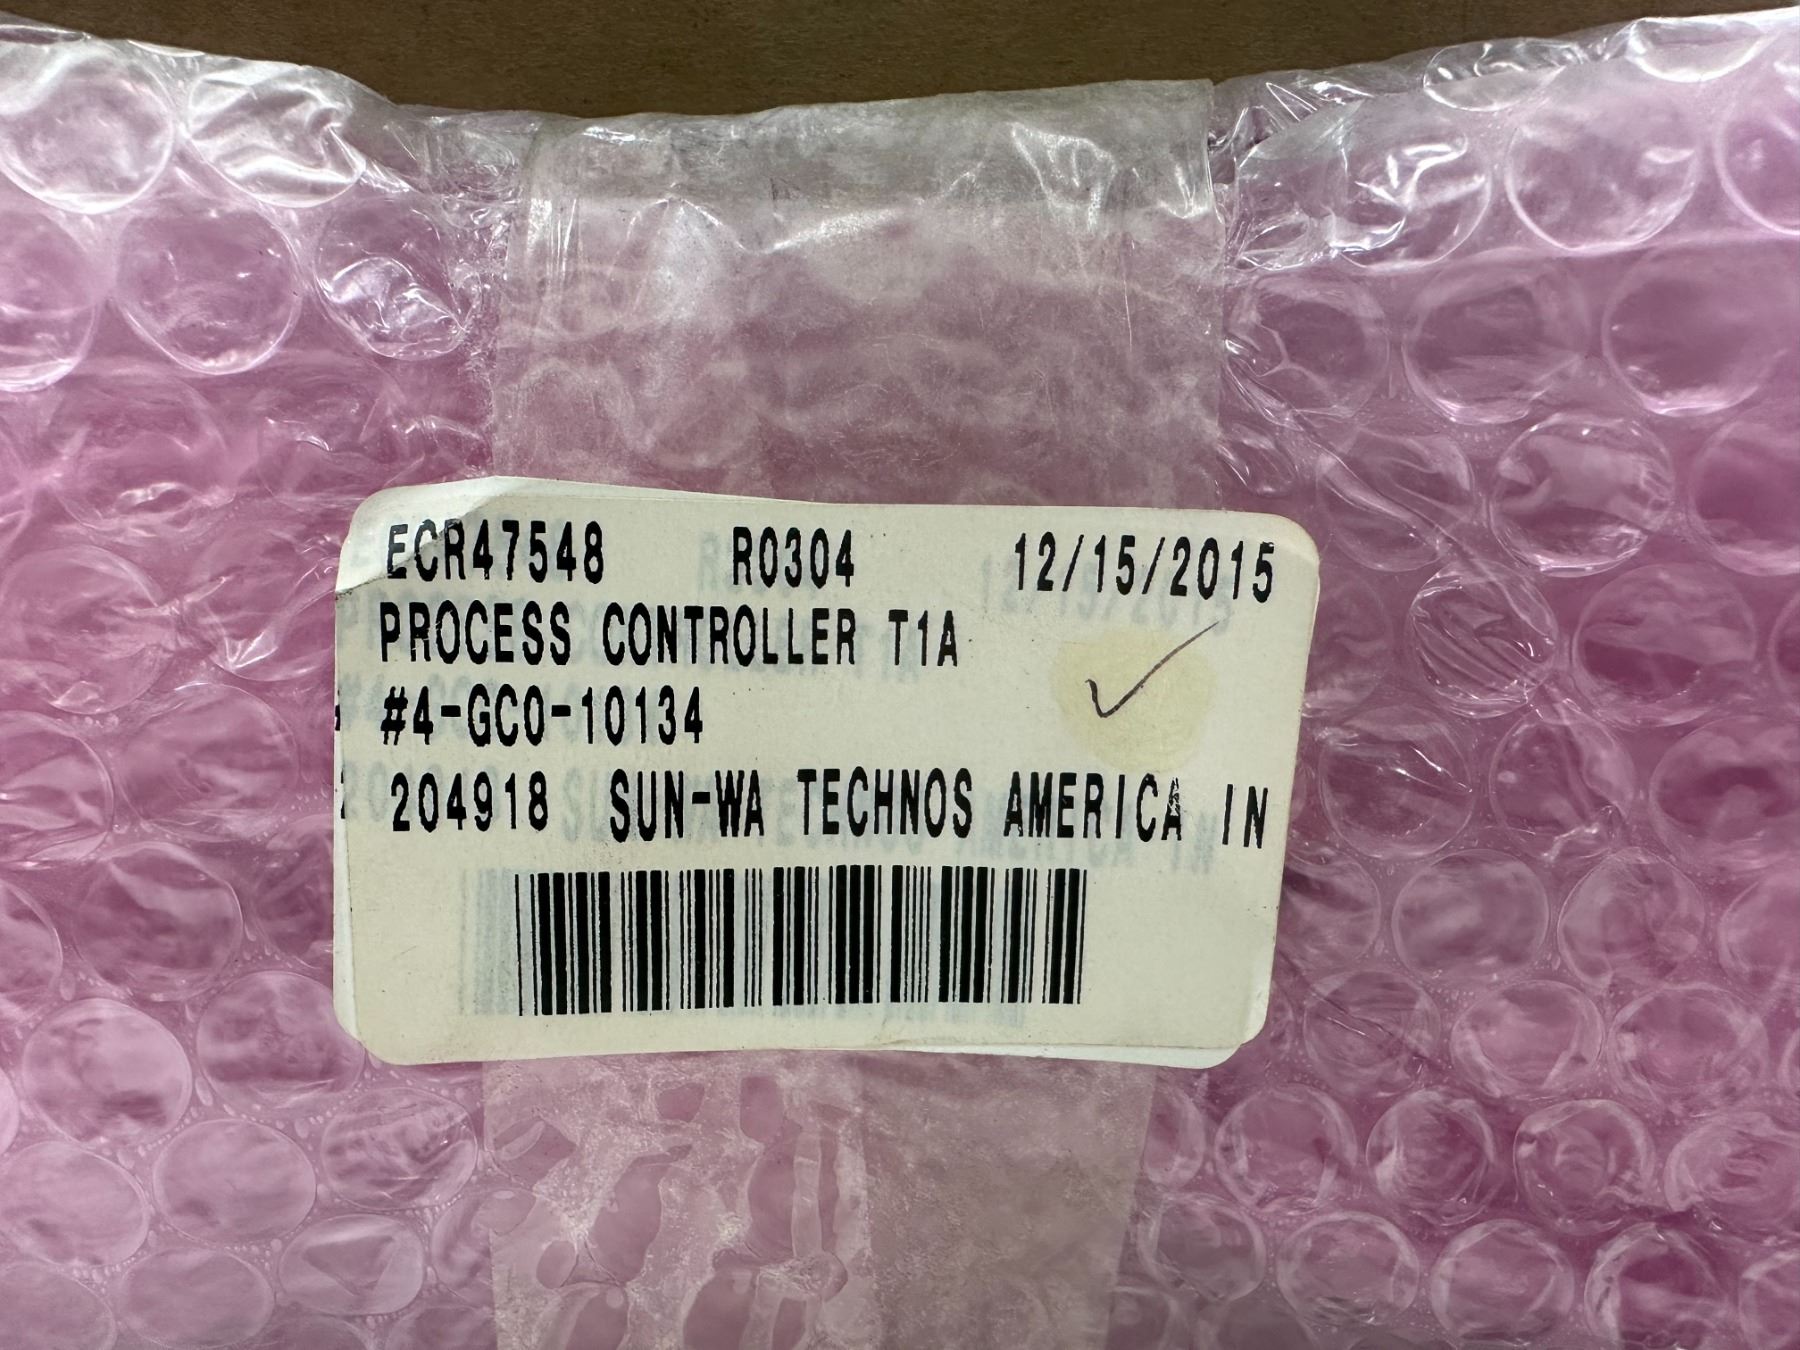 ECR47548 R0304 12/15/2015
PROCESS CONTROLLER T1A
#4-GC0-10134
204918 SUN-WA TECHNOS AMERICA IN